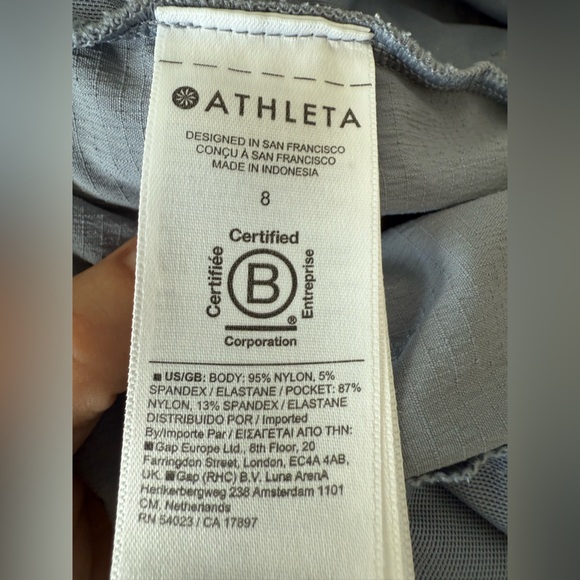 8
ATHLETA
DESIGNED IN SAN FRANCISCO
CONÇU À SAN FRANCISCO
MADE IN INDONESIA
8
Certified
Certifiée
B
®
Entreprise
Corporation
US/GB: BODY: 95% NYLON, 5%
SPANDEX / ELASTANE / POCKET: 87%
NYLON, 13% SPANDEX / ELASTANE
DISTRIBUIDO POR / Imported
By/Importe Par / ΕΙΣΑΓΕΤΑΙ ΑΠΟ ΤΗΝ:
Gap Europe Ltd., 8th Floor, 20
Farringdon Street, London, EC4A 4AB,
UK. Gap (RHC) B.V. Luna ArenA
Herikerbergweg 238 Amsterdam 1101
CM, Netherlands
RN 54023 / CA 17897